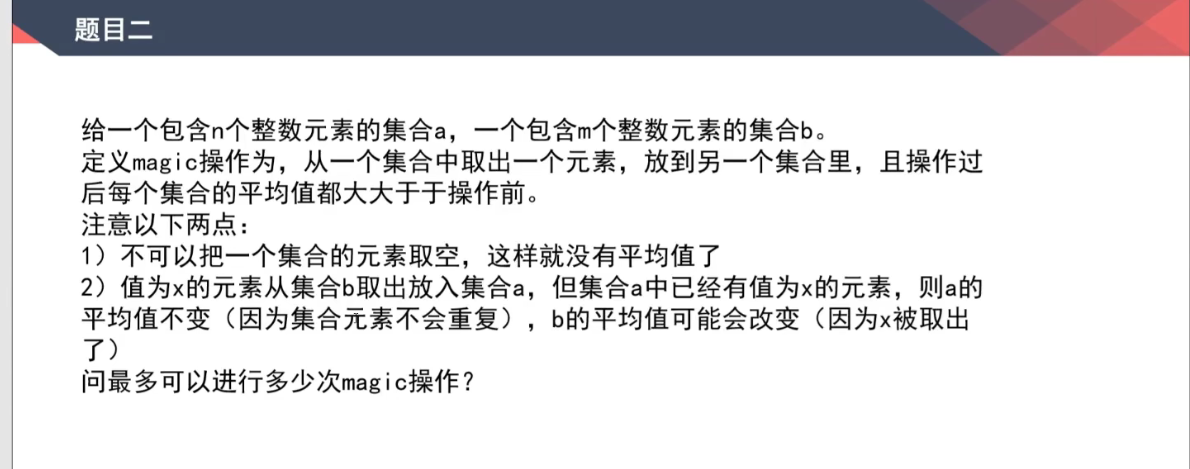 题目二
给一个包含n个整数元素的集合a，一个包含m个整数元素的集合b。
定义magic操作为，从一个集合中取出一个元素，放到另一个集合里，且操作过
后每个集合的平均值都大大于于操作前。
注意以下两点：
1）不可以把一个集合的元素取空，这样就没有平均值了
2）值为x的元素从集合b取出放入集合a，但集合a中已经有值为x的元素，则a的
平均值不变（因为集合元素不会重复），b的平均值可能会改变（因为x被取出
了）
问最多可以进行多少次magic操作？